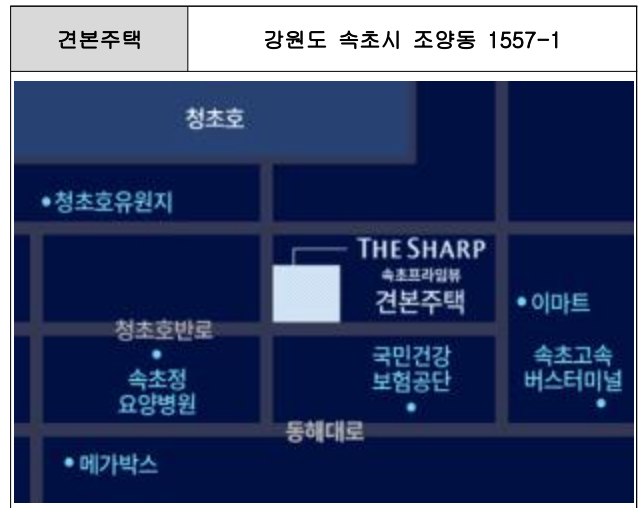 견본주택
강원도 속초시 조양동 1557-1
청초호
청초호유원지
THE SHARP
속초프라임뷰
견본주택
이마트
청초호반로
속초정
요양병원
국민건강
보험공단
속초고속
버스터미널
동해대로
메가박스